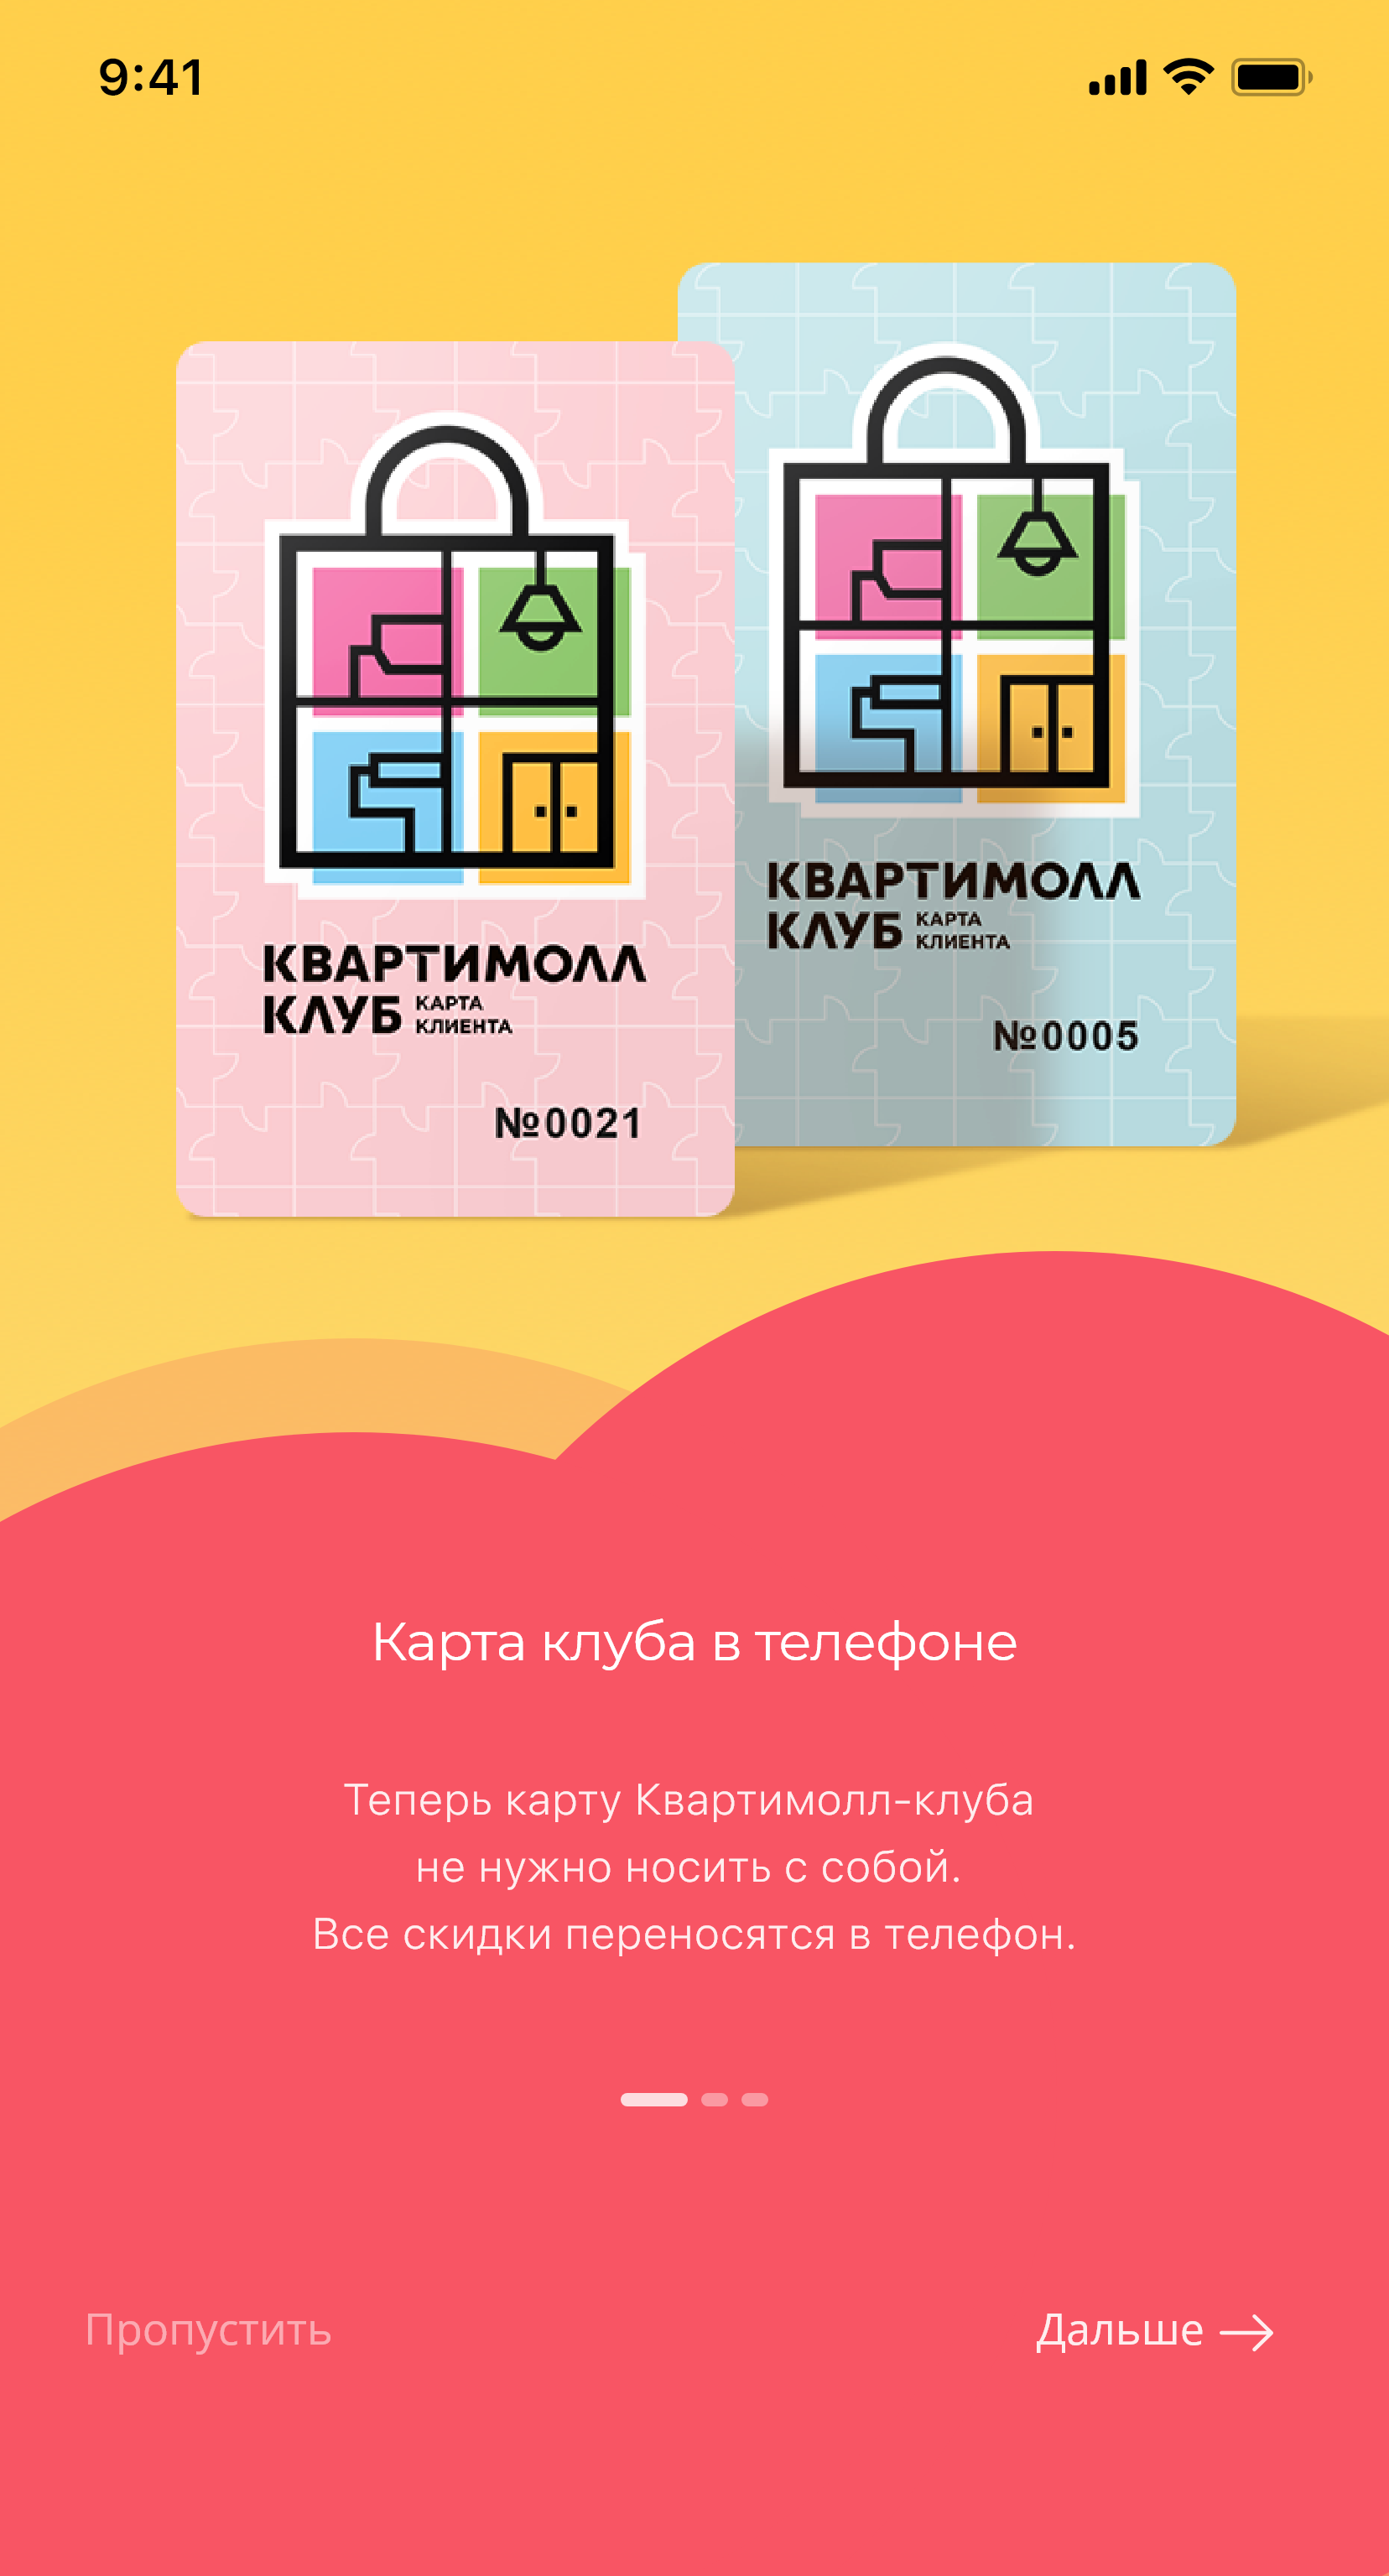 9:41
КВАРТИМОЛЛ
КЛУБ КАРТА
КЛИЕНТА
№0005
КВАРТИМОЛЛ
КЛУБ КАРТА
КЛИЕНТА
№0021
Карта клуба в телефоне
Теперь карту Квартимолл-клуба
не нужно носить с собой.
Все скидки переносятся в телефон.
Пропустить
Дальше →